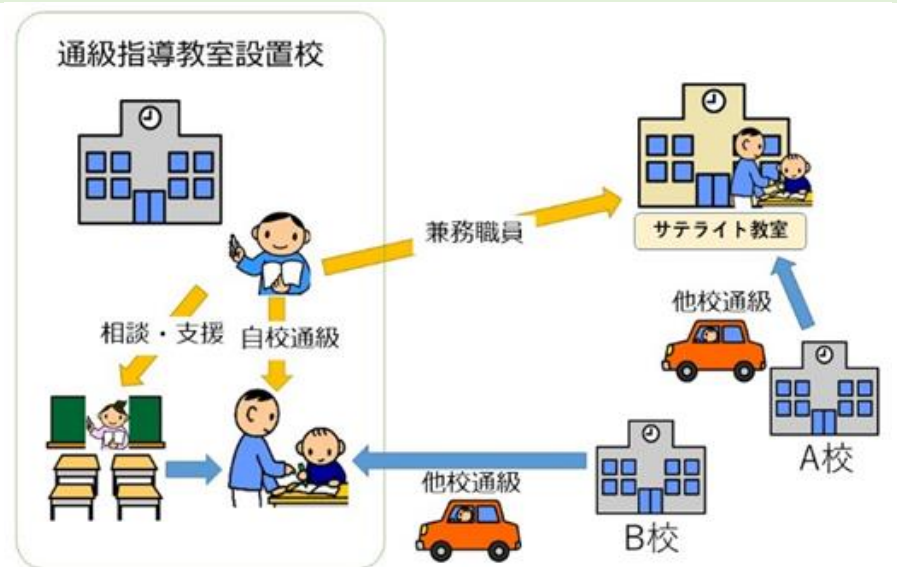 通級指導教室設置校
兼務職員
サテライト教室
相談・支援
自校通級
他校通級
A校
他校通級
B校